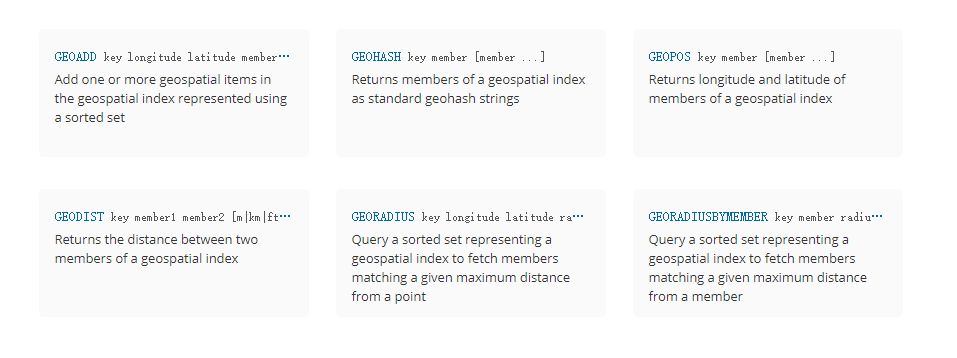 GEOADD key longitude latitude member...
Add one or more geospatial items in
the geospatial index represented using
a sorted set
GEOHASH key member [member ...]
Returns members of a geospatial index
as standard geohash strings
GEOPOS key member [member ...]
Returns longitude and latitude of
members of a geospatial index
GEODIST key member1 member2 [m|km|ft...
Returns the distance between two
members of a geospatial index
GEORADIUS key longitude latitude ra...
Query a sorted set representing a
geospatial index to fetch members
matching a given maximum distance
from a point
GEORADIUSBYMEMBER key member radiu...
Query a sorted set representing a
geospatial index to fetch members
matching a given maximum distance
from a member